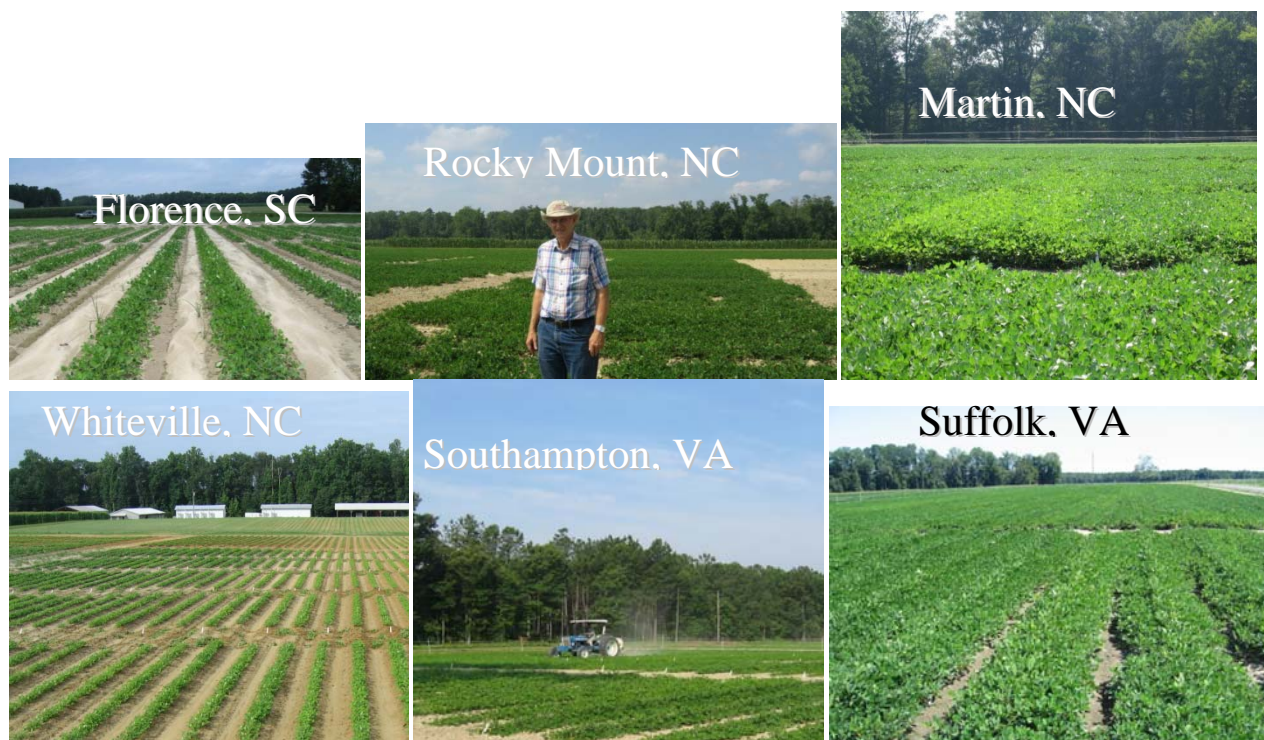 Florence, SC
Rocky Mount, NC
Martin, NC
Whiteville, NC
Southampton, VA
Suffolk, VA